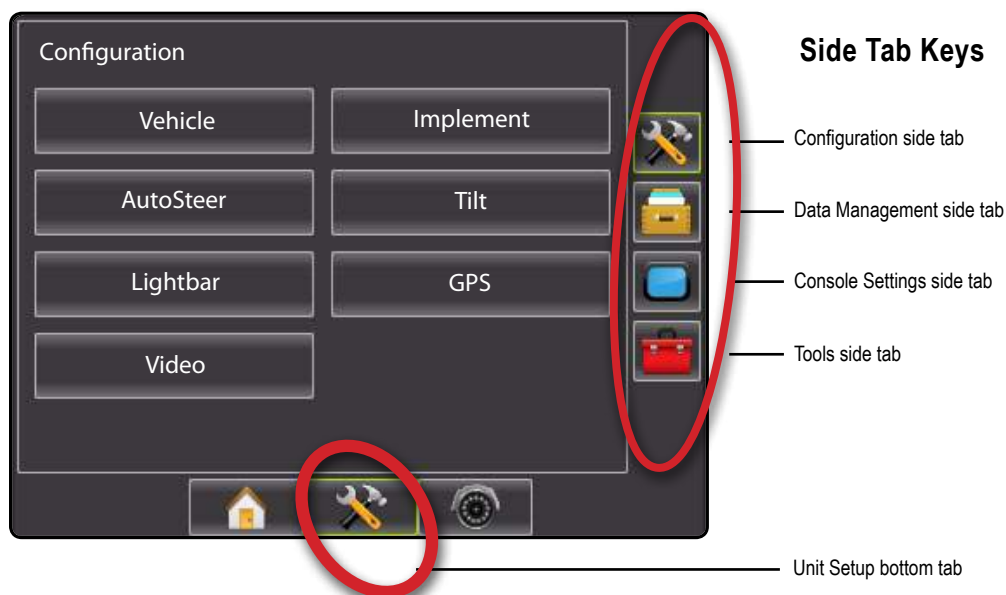 Configuration
Vehicle
Implement
AutoSteer
Tilt
Lightbar
GPS
Video
Side Tab Keys
Configuration side tab
Data Management side tab
Console Settings side tab
Tools side tab
Unit Setup bottom tab